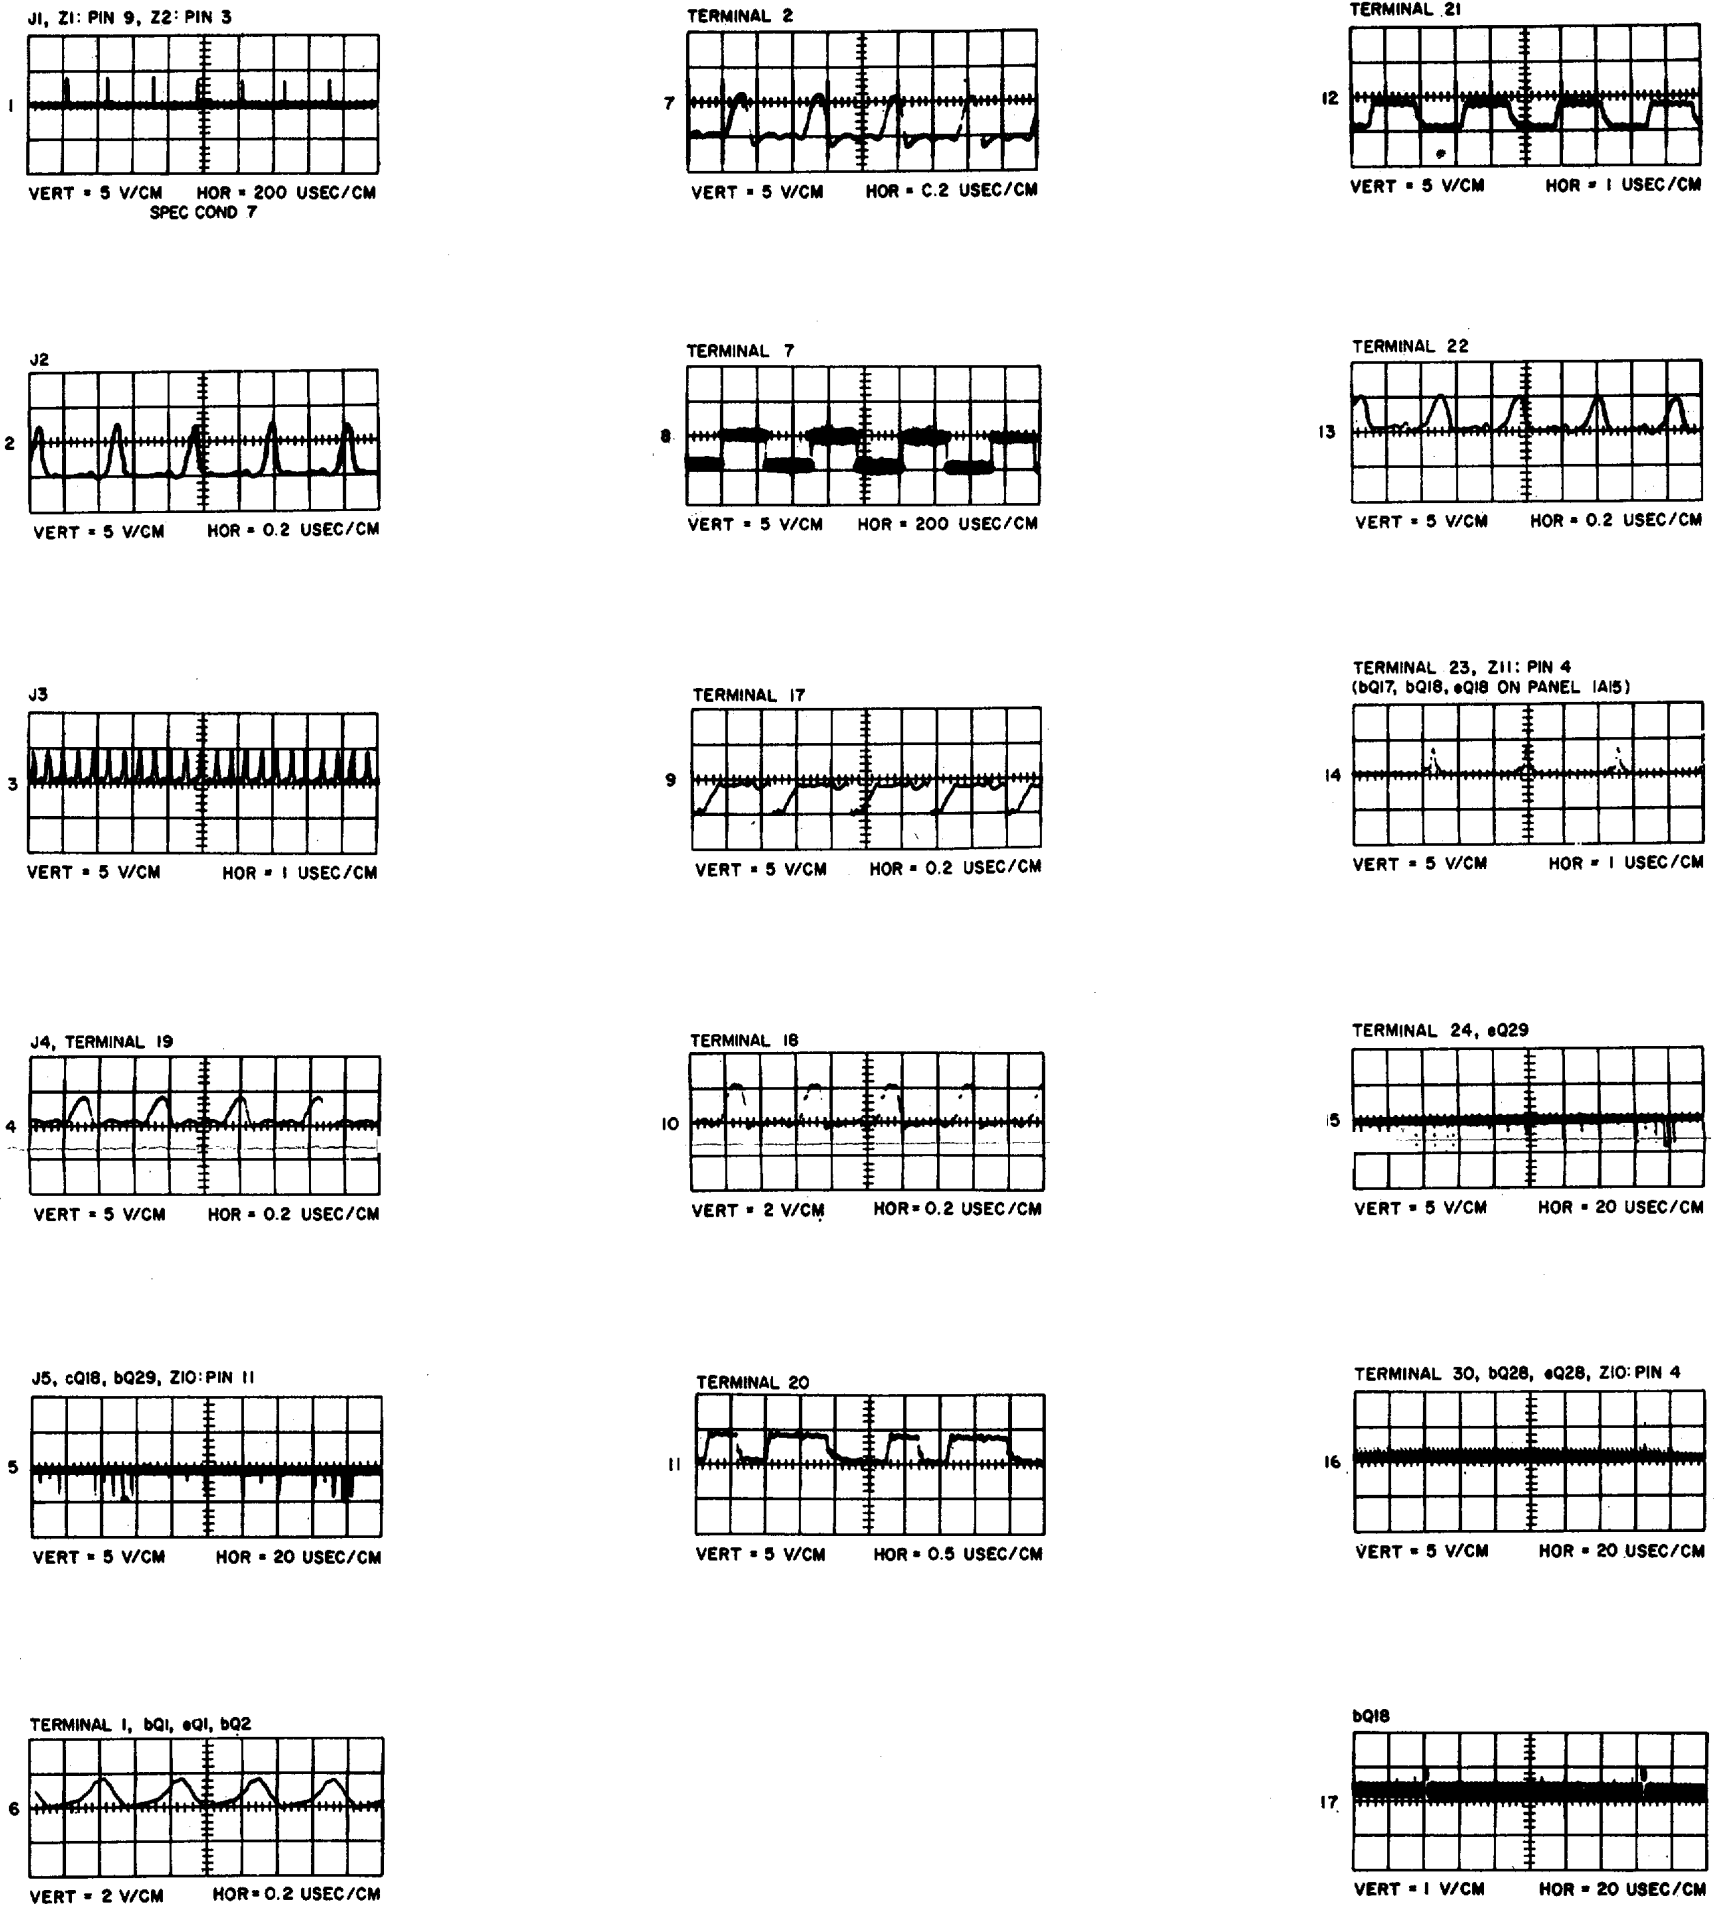 J1, Z1: PIN 9, Z2: PIN 3
1
VERT = 5 V/CM HOR = 200 USEC/CM
SPEC COND 7
J2
2
VERT = 5 V/CM HOR = 0.2 USEC/CM
J3
3
VERT = 5 V/CM HOR = 1 USEC/CM
J4, TERMINAL 19
4
VERT = 5 V/CM HOR = 0.2 USEC/CM
J5, cQ18, bQ29, Z10: PIN 11
5
VERT = 5 V/CM HOR = 20 USEC/CM
TERMINAL 1, bQ1, eQ1, bQ2
6
VERT = 2 V/CM HOR = 0.2 USEC/CM
TERMINAL 2
7
VERT = 5 V/CM HOR = C.2 USEC/CM
TERMINAL 7
8
VERT = 5 V/CM HOR = 200 USEC/CM
TERMINAL 17
9
VERT = 5 V/CM HOR = 0.2 USEC/CM
TERMINAL 18
10
VERT = 2 V/CM HOR = 0.2 USEC/CM
TERMINAL 20
11
VERT = 5 V/CM HOR = 0.5 USEC/CM
TERMINAL 21
12
VERT = 5 V/CM HOR = 1 USEC/CM
TERMINAL 22
13
VERT = 5 V/CM HOR = 0.2 USEC/CM
TERMINAL 23, Z11: PIN 4
(bQ17, bQ18, eQ18 ON PANEL 1A15)
14
VERT = 5 V/CM HOR = 1 USEC/CM
TERMINAL 24, eQ29
15
VERT = 5 V/CM HOR = 20 USEC/CM
TERMINAL 30, bQ28, eQ28, Z10: PIN 4
16
VERT = 5 V/CM HOR = 20 USEC/CM
bQ18
17
VERT = 1 V/CM HOR = 20 USEC/CM